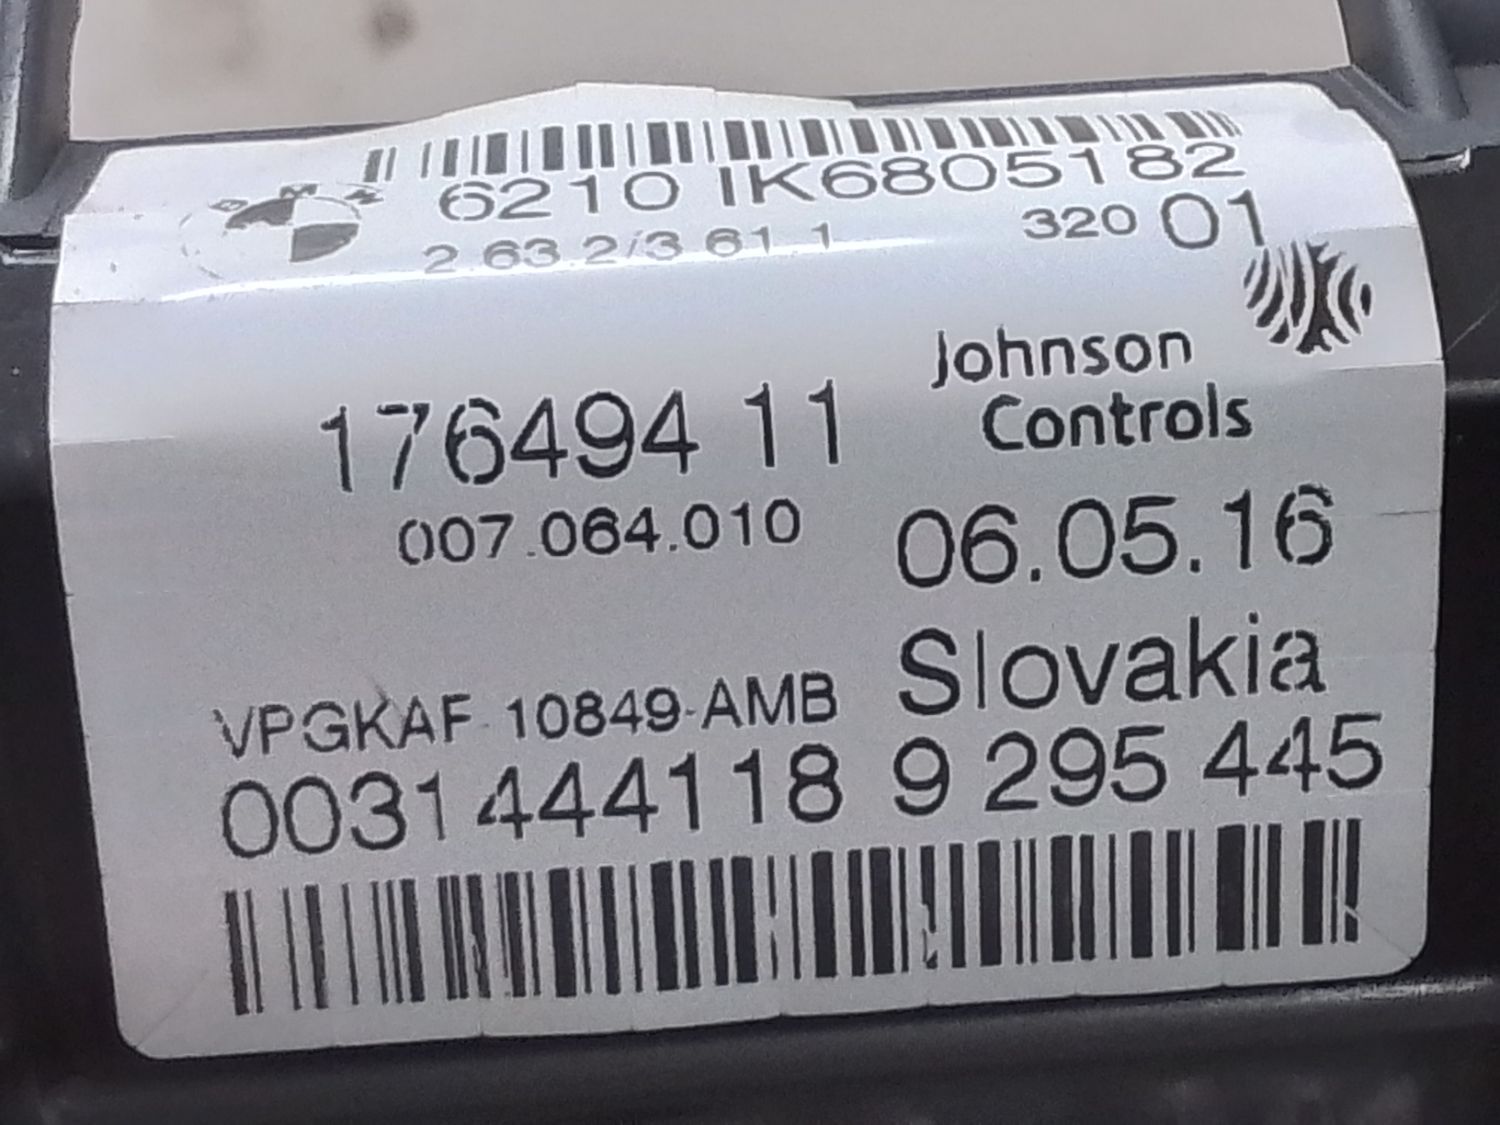 6210 IK6805182
BMW
2 63 2/3 61 1 320 01
Johnson
Controls
176494 11
007.064.010 06.05.16
Slovakia
VPGKAF-10849-AMB
0031444118 9 295 445